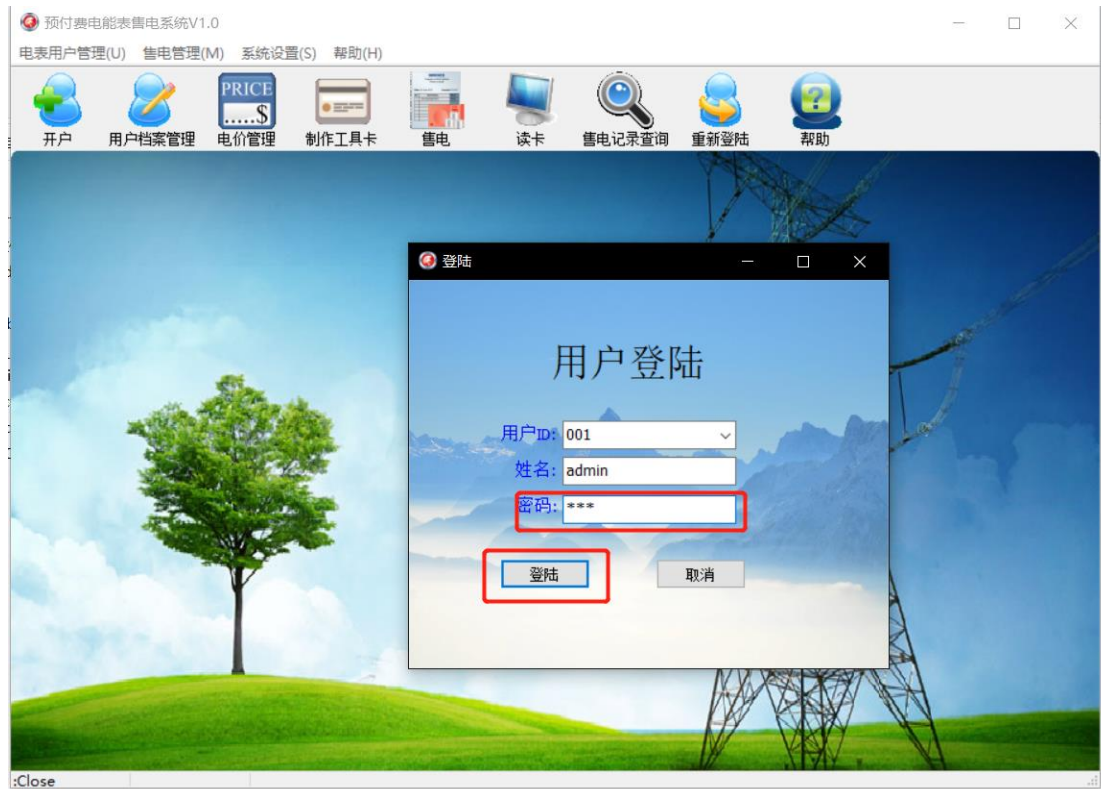 预付费电能表售电系统V1.0
电表用户管理(U) 售电管理(M) 系统设置(S) 帮助(H)
PRICE
.....$
开户 用户档案管理 电价管理 制作工具卡 售电 读卡 售电记录查询 重新登陆 帮助
登陆
用户登陆
用户ID: 001
姓名: admin
密码: ***
登陆 取消
:Close